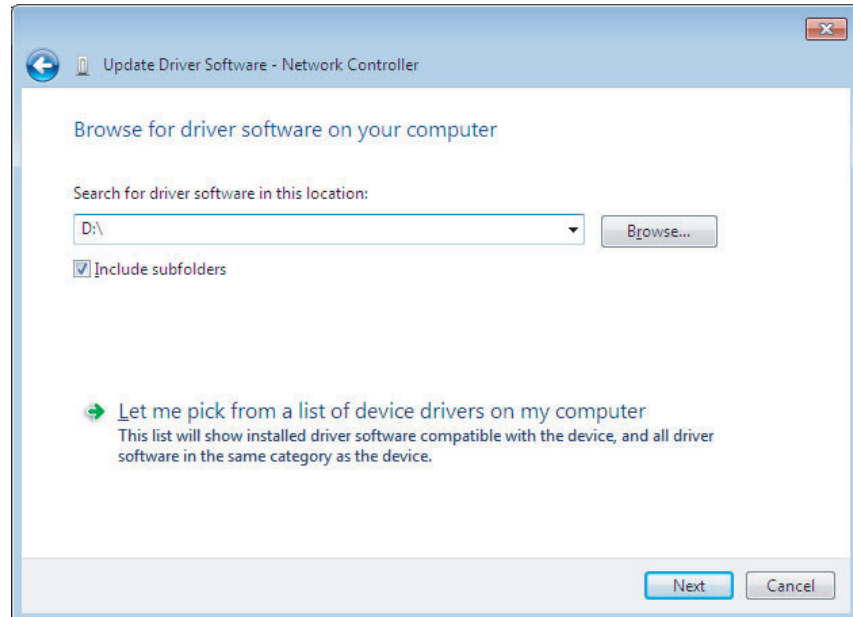 Update Driver Software - Network Controller
Browse for driver software on your computer
Search for driver software in this location:
D:\
Browse...
Include subfolders
Let me pick from a list of device drivers on my computer
This list will show installed driver software compatible with the device, and all driver
software in the same category as the device.
Next
Cancel